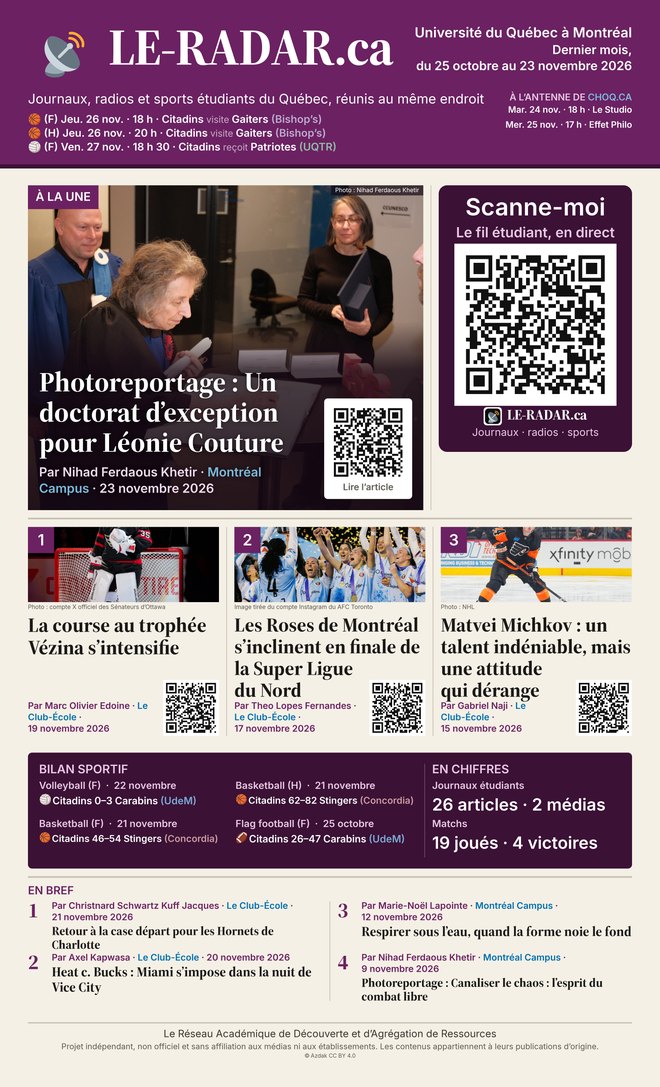 LE-RADAR.ca
Université du Québec à Montréal
Dernier mois,
du 25 octobre au 23 novembre 2026
Journaux, radios et sports étudiants du Québec, réunis au même endroit
(F) Jeu. 26 nov. · 18 h · Citadins visite Gaiters (Bishop's)
(H) Jeu. 26 nov. · 20 h · Citadins visite Gaiters (Bishop's)
(F) Ven. 27 nov. · 18 h 30 · Citadins reçoit Patriotes (UQTR)
À L'ANTENNE DE CHOQ.CA
Mar. 24 nov. · 18 h · Le Studio
Mer. 25 nov. · 17 h · Effet Philo
À LA UNE
Photo : Nihad Ferdaous Khetir
Photoreportage : Un
doctorat d'exception
pour Léonie Couture
Par Nihad Ferdaous Khetir · Montréal
Campus · 23 novembre 2026
Lire l'article
Scanne-moi
Le fil étudiant, en direct
LE-RADAR.ca
Journaux · radios · sports
1
Photo : compte X officiel des Sénateurs d'Ottawa
La course au trophée
Vézina s'intensifie
Par Marc Olivier Edoine · Le
Club-École ·
19 novembre 2026
2
Image tirée du compte Instagram du AFC Toronto
Les Roses de Montréal
s'inclinent en finale de
la Super Ligue
du Nord
Par Theo Lopes Fernandes ·
Le Club-École ·
17 novembre 2026
3
xfinity mob
Photo : NHL
Matvei Michkov : un
talent indéniable, mais
une attitude
qui dérange
Par Gabriel Naji · Le
Club-École ·
15 novembre 2026
BILAN SPORTIF
Volleyball (F) · 22 novembre
Citadins 0–3 Carabins (UdeM)
Basketball (H) · 21 novembre
Citadins 62–82 Stingers (Concordia)
Basketball (F) · 21 novembre
Citadins 46–54 Stingers (Concordia)
Flag football (F) · 25 octobre
Citadins 26–47 Carabins (UdeM)
EN CHIFFRES
Journaux étudiants
26 articles · 2 médias
Matchs
19 joués · 4 victoires
EN BREF
1
Par Christnard Schwartz Kuff Jacques · Le Club-École ·
21 novembre 2026
Retour à la case départ pour les Hornets de
Charlotte
2
Par Axel Kapwasa · Le Club-École · 20 novembre 2026
Heat c. Bucks : Miami s'impose dans la nuit de
Vice City
3
Par Marie-Noël Lapointe · Montréal Campus ·
12 novembre 2026
Respirer sous l'eau, quand la forme noie le fond
4
Par Nihad Ferdaous Khetir · Montréal Campus ·
9 novembre 2026
Photoreportage : Canaliser le chaos : l'esprit du
combat libre
Le Réseau Académique de Découverte et d'Agrégation de Ressources
Projet indépendant, non officiel et sans affiliation aux médias ni aux établissements. Les contenus appartiennent à leurs publications d'origine.
© Azdak CC BY 4.0